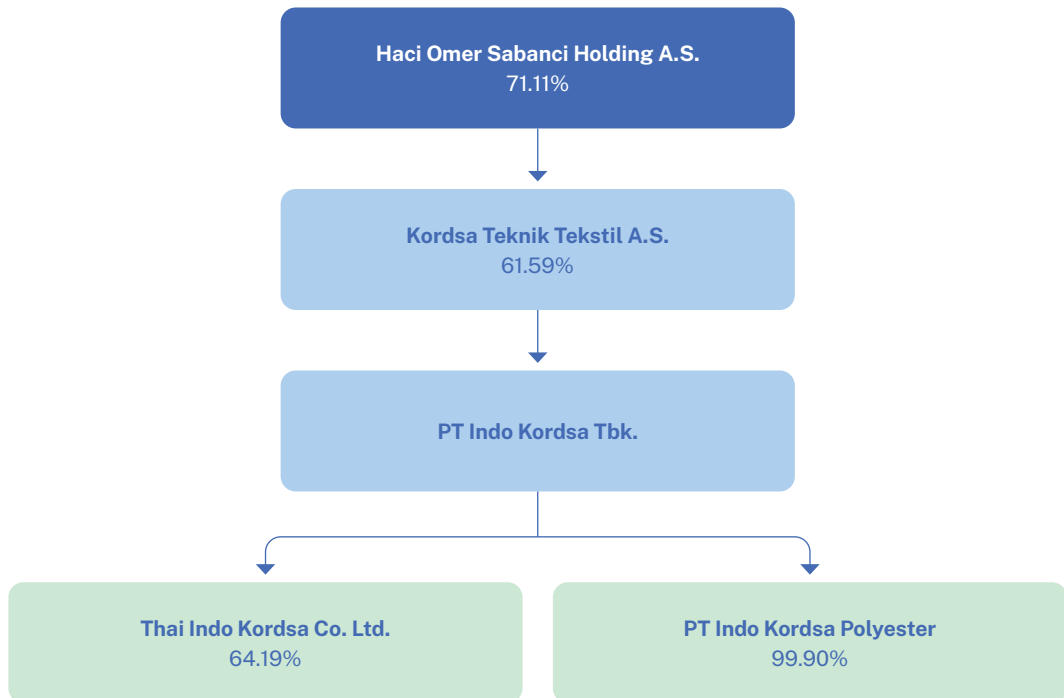 Haci Omer Sabanci Holding A.S.
71.11%
Kordsa Teknik Tekstil A.S.
61.59%
PT Indo Kordsa Tbk.
Thai Indo Kordsa Co. Ltd.
64.19%
PT Indo Kordsa Polyester
99.90%